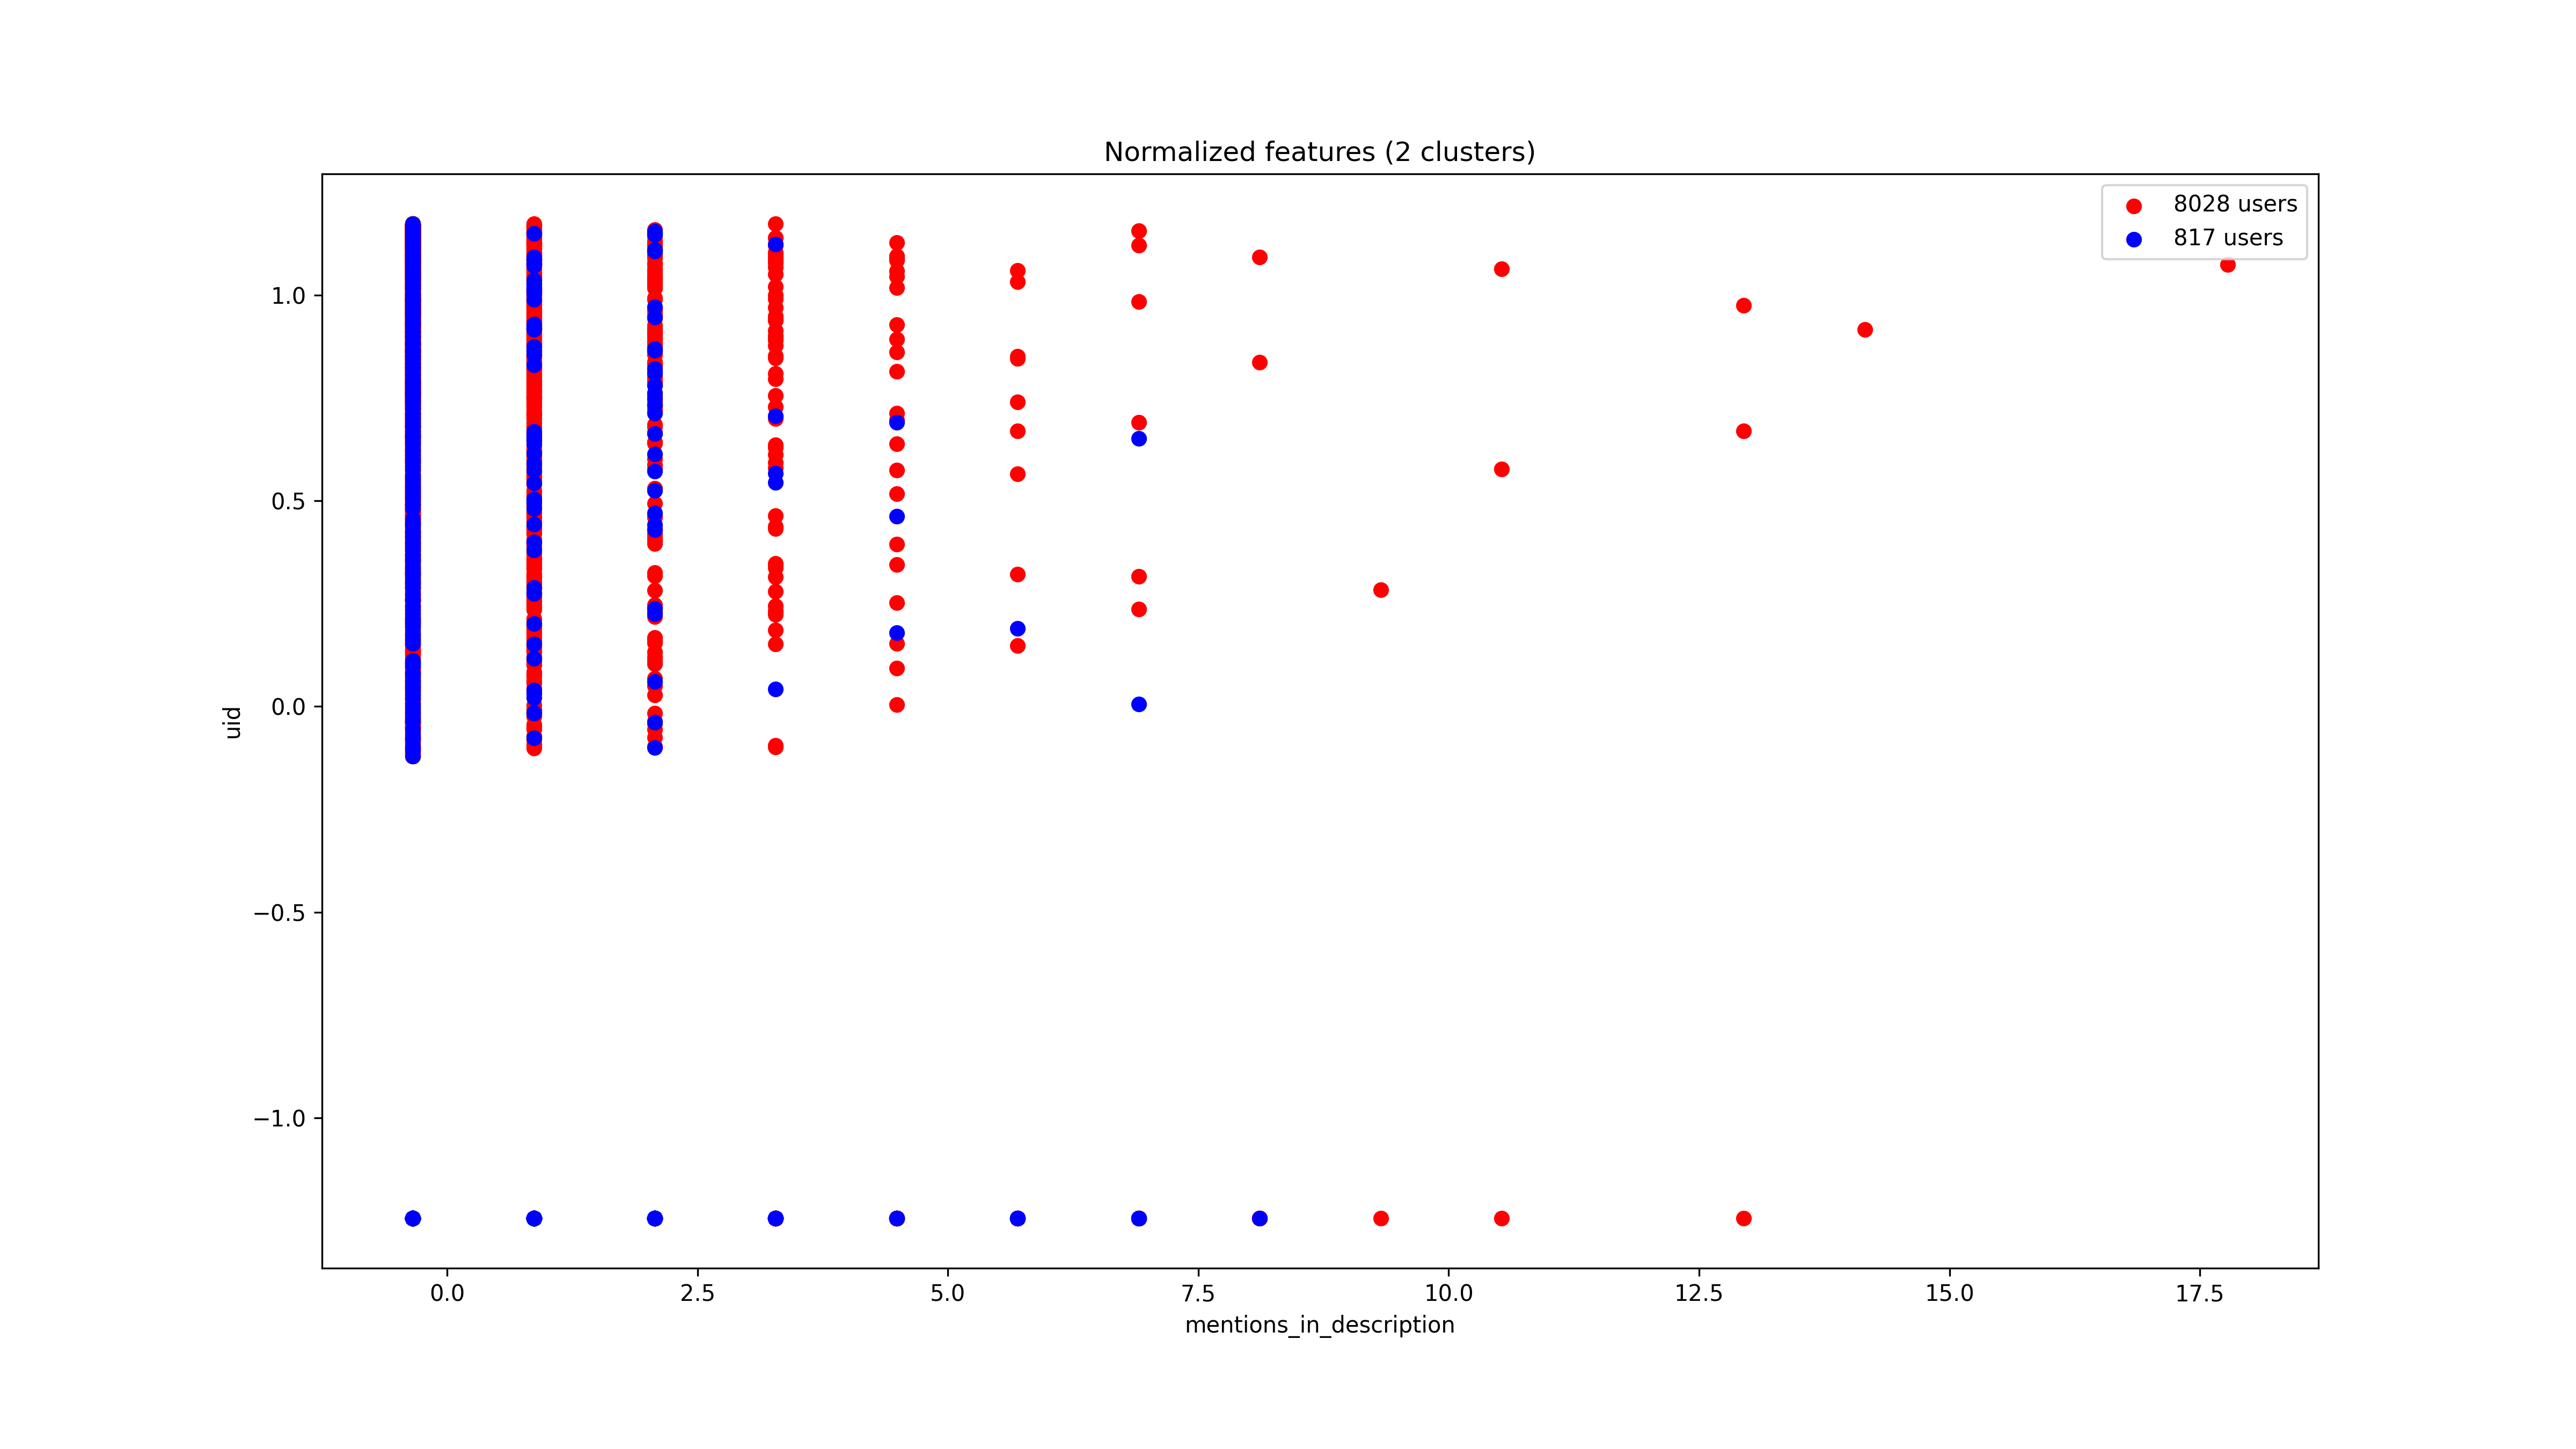 Normalized features (2 clusters)
8028 users
817 users
1.0
0.5
0.0
−0.5
−1.0
uid
0.0 2.5 5.0 7.5 10.0 12.5 15.0 17.5
mentions_in_description